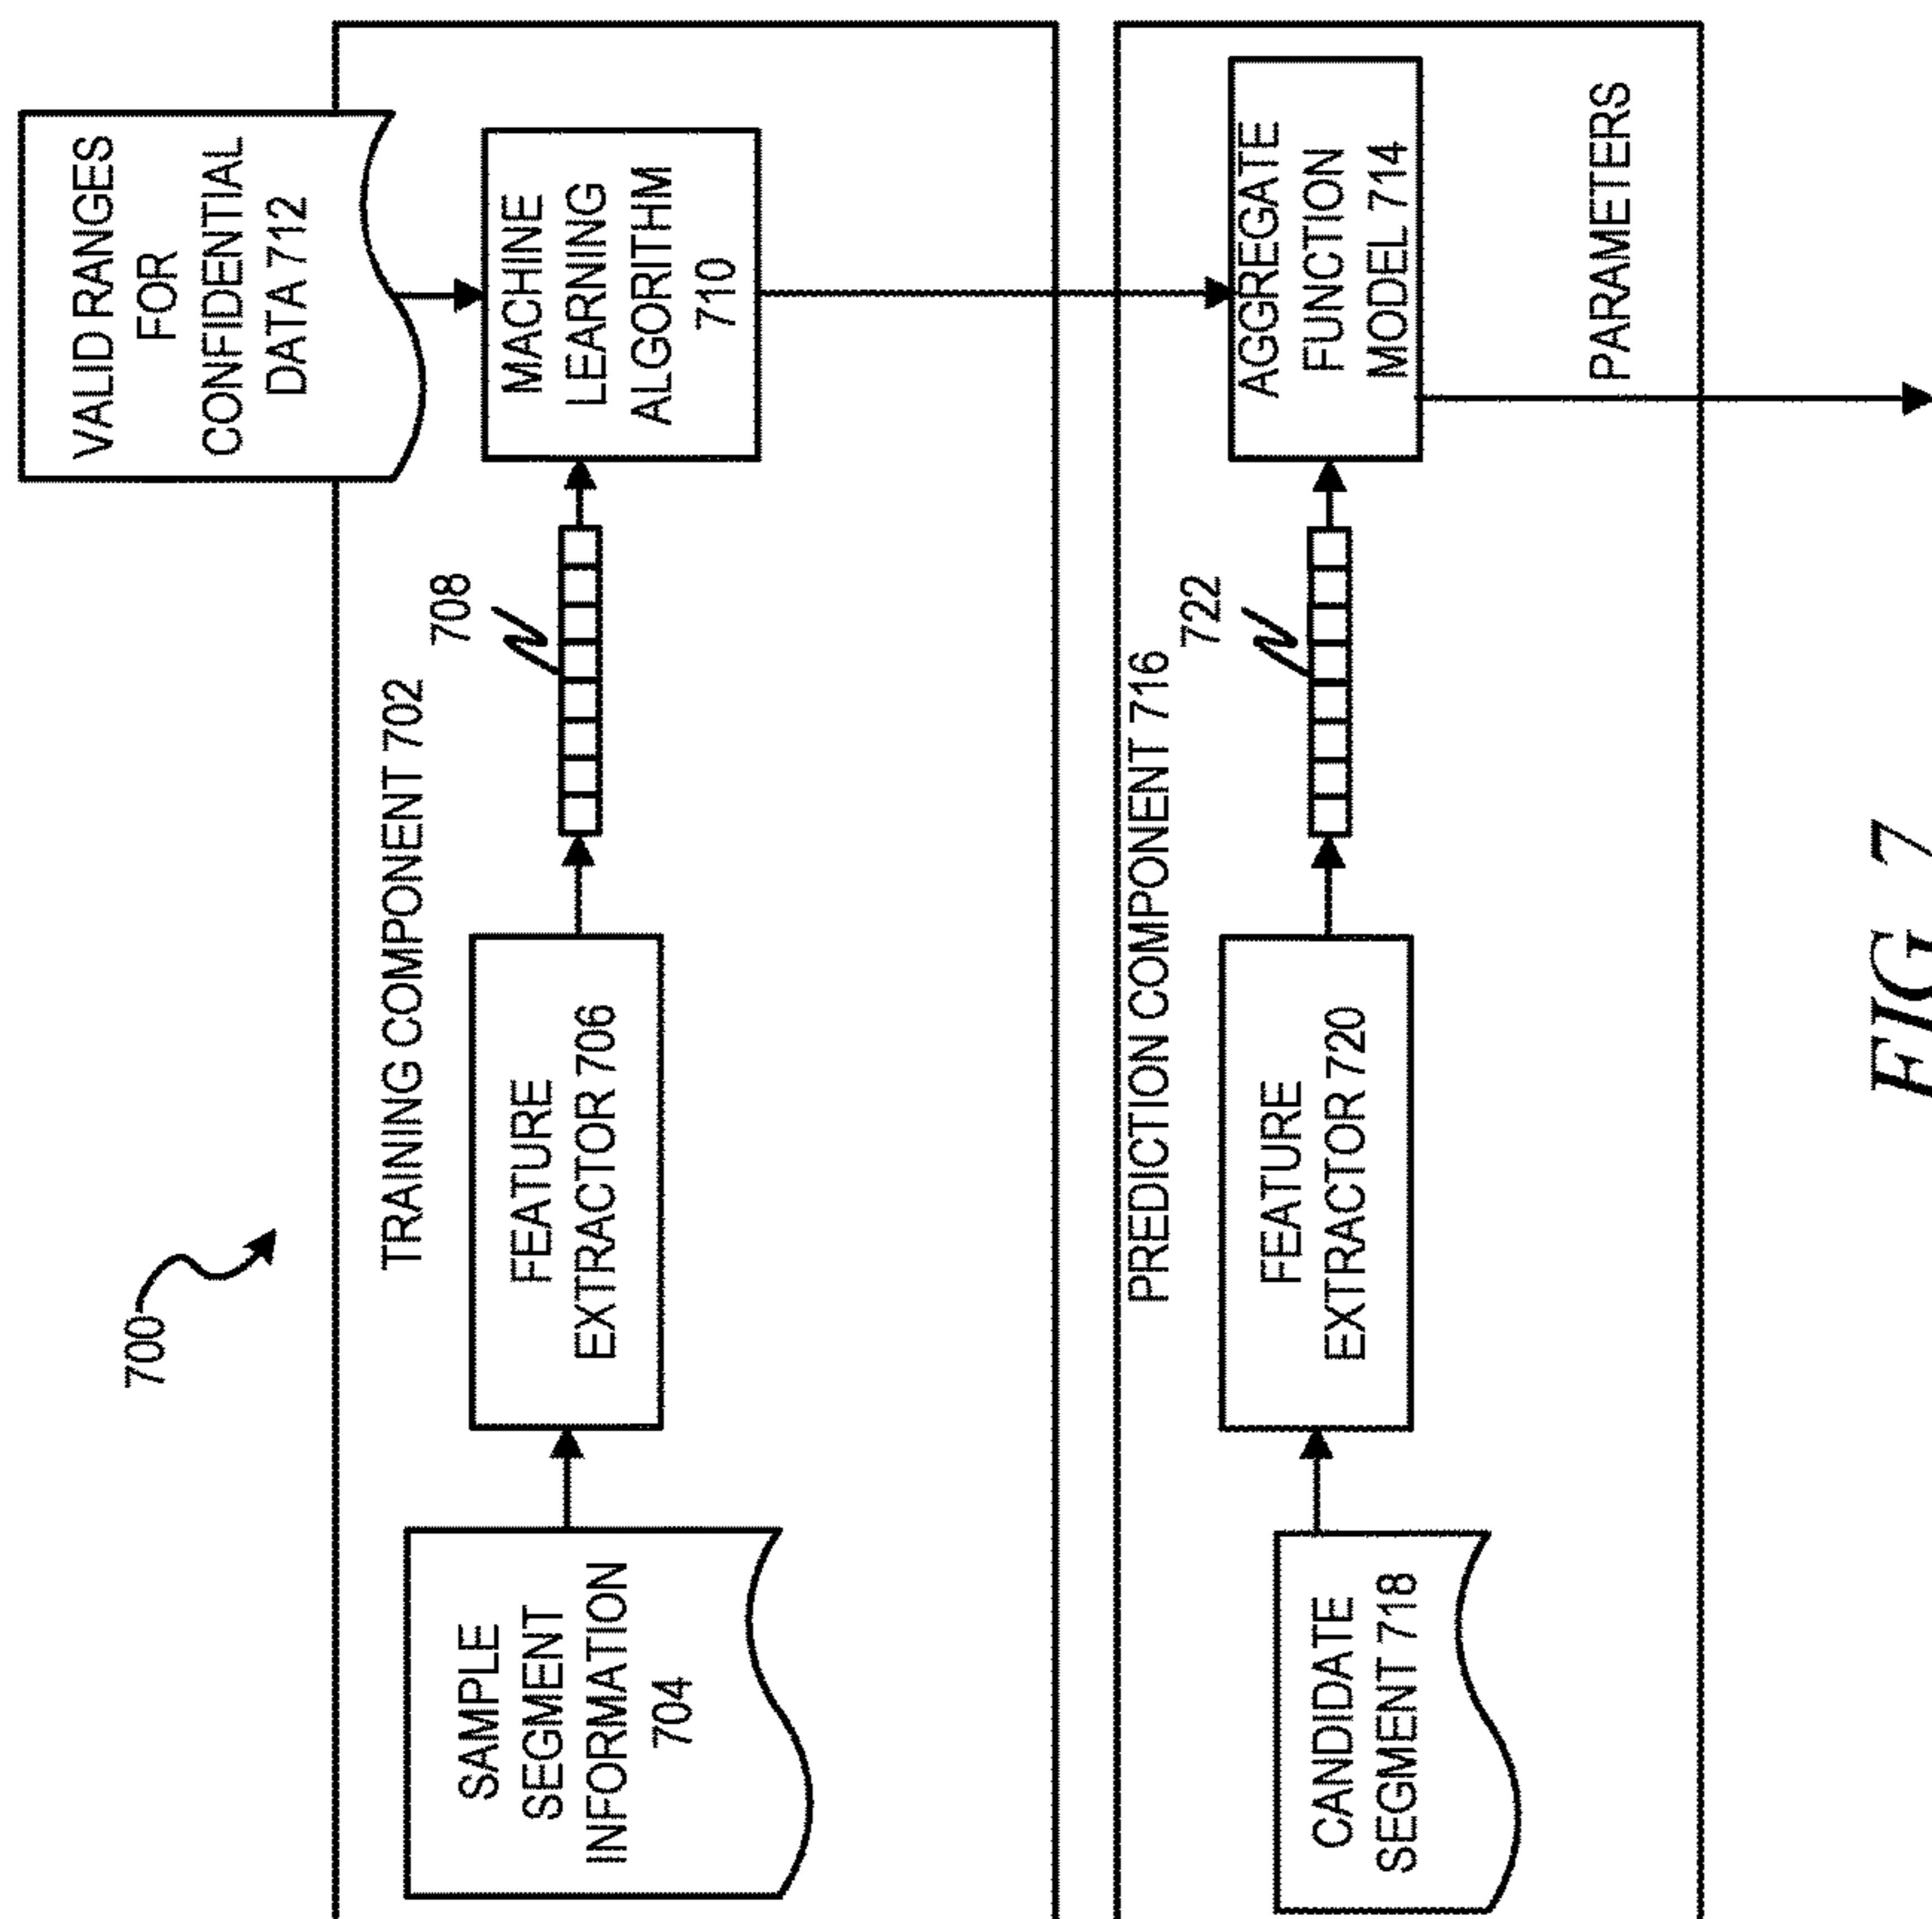 700
VALID RANGES
FOR
CONFIDENTIAL
DATA 712
TRAINING COMPONENT 702
708
SAMPLE
SEGMENT
INFORMATION
704
FEATURE
EXTRACTOR 706
MACHINE
LEARNING
ALGORITHM
710
PREDICTION COMPONENT 716
722
CANDIDATE
SEGMENT 718
FEATURE
EXTRACTOR 720
AGGREGATE
FUNCTION
MODEL 714
PARAMETERS
FIG. 7